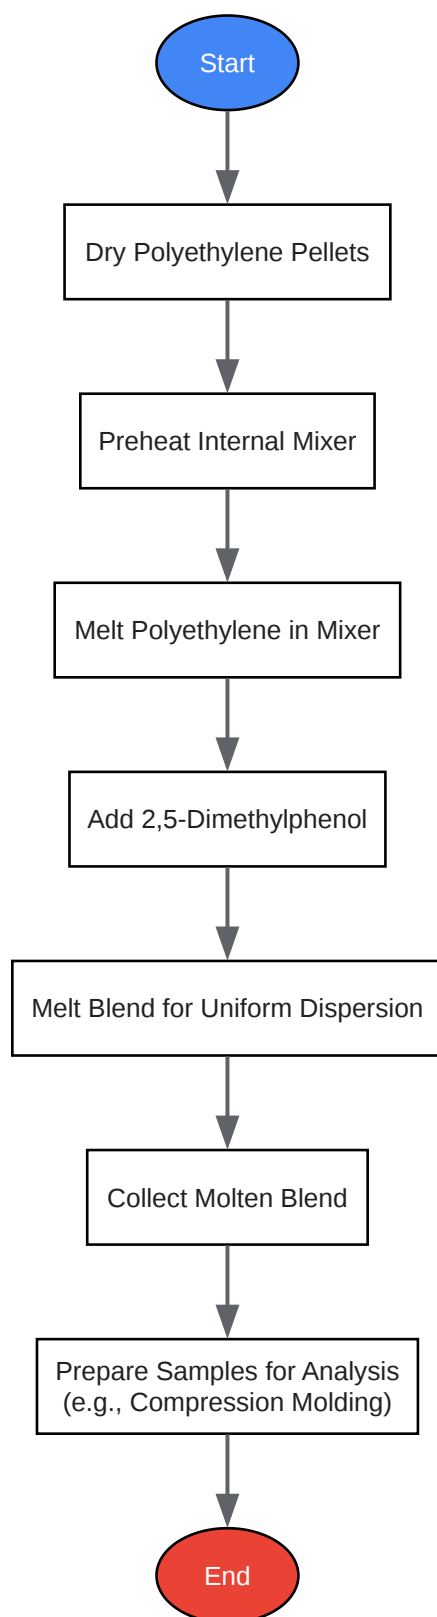 Start
Dry Polyethylene Pellets
Preheat Internal Mixer
Melt Polyethylene in Mixer
Add 2,5-Dimethylphenol
Melt Blend for Uniform Dispersion
Collect Molten Blend
Prepare Samples for Analysis
(e.g., Compression Molding)
End